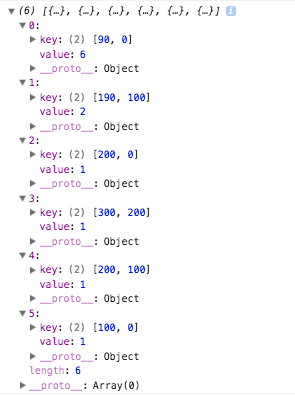 ▼ (6) [{…}, {…}, {…}, {…}, {…}, {…}] i
▼ 0:
▶ key: (2) [90, 0]
value: 6
▶ __proto__: Object
▼ 1:
▶ key: (2) [190, 100]
value: 2
▶ __proto__: Object
▼ 2:
▶ key: (2) [200, 0]
value: 1
▶ __proto__: Object
▼ 3:
▶ key: (2) [300, 200]
value: 1
▶ __proto__: Object
▼ 4:
▶ key: (2) [200, 100]
value: 1
▶ __proto__: Object
▼ 5:
▶ key: (2) [100, 0]
value: 1
▶ __proto__: Object
length: 6
▶ __proto__: Array(0)